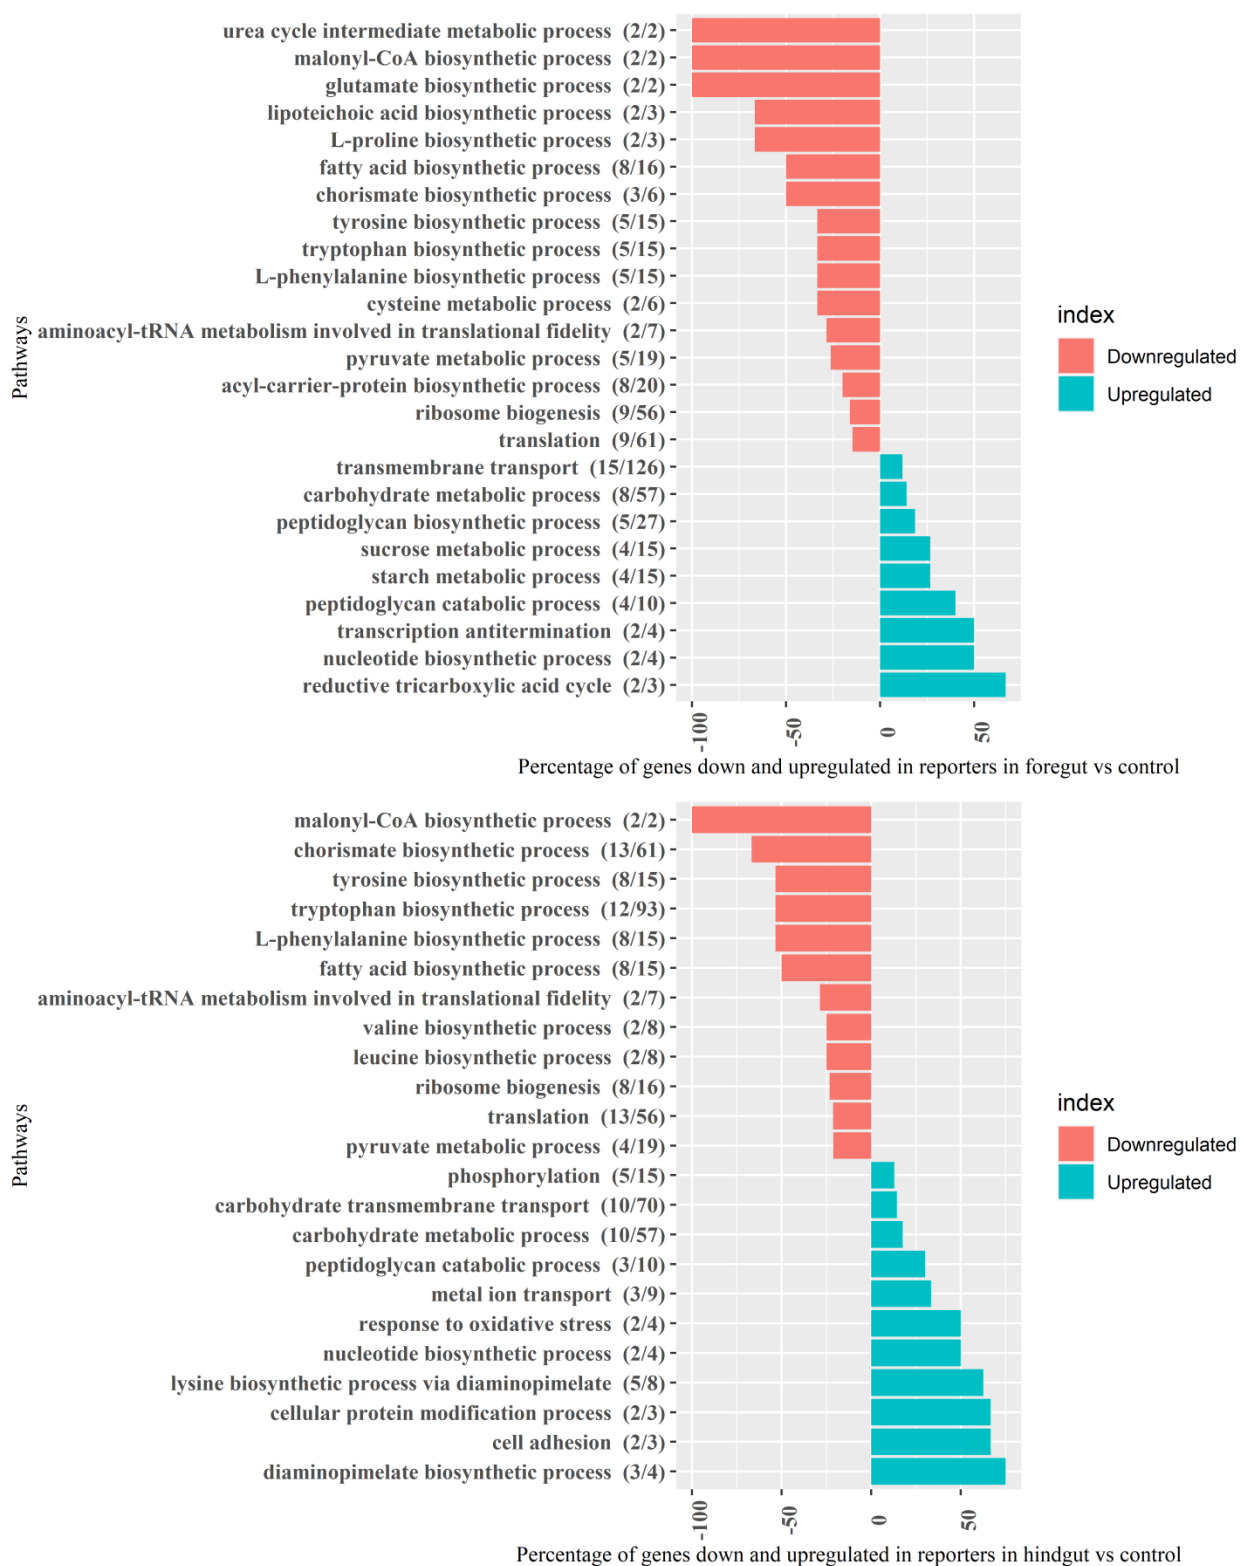 urea cycle intermediate metabolic process (2/2)
malonyl-CoA biosynthetic process (2/2)
glutamate biosynthetic process (2/2)
lipoteichoic acid biosynthetic process (2/3)
L-proline biosynthetic process (2/3)
fatty acid biosynthetic process (8/16)
chorismate biosynthetic process (3/6)
tyrosine biosynthetic process (5/15)
tryptophan biosynthetic process (5/15)
L-phenylalanine biosynthetic process (5/15)
cysteine metabolic process (2/6)
aminoacyl-tRNA metabolism involved in translational fidelity (2/7)
pyruvate metabolic process (5/19)
acyl-carrier-protein biosynthetic process (8/20)
ribosome biogenesis (9/56)
translation (9/61)
transmembrane transport (15/126)
carbohydrate metabolic process (8/57)
peptidoglycan biosynthetic process (5/27)
sucrose metabolic process (4/15)
starch metabolic process (4/15)
peptidoglycan catabolic process (4/10)
transcription antitermination (2/4)
nucleotide biosynthetic process (2/4)
reductive tricarboxylic acid cycle (2/3)
Pathways
-100 -50 0 50
Percentage of genes down and upregulated in reporters in foregut vs control
index
Downregulated
Upregulated
malonyl-CoA biosynthetic process (2/2)
chorismate biosynthetic process (13/61)
tyrosine biosynthetic process (8/15)
tryptophan biosynthetic process (12/93)
L-phenylalanine biosynthetic process (8/15)
fatty acid biosynthetic process (8/15)
aminoacyl-tRNA metabolism involved in translational fidelity (2/7)
valine biosynthetic process (2/8)
leucine biosynthetic process (2/8)
ribosome biogenesis (8/16)
translation (13/56)
pyruvate metabolic process (4/19)
phosphorylation (5/15)
carbohydrate transmembrane transport (10/70)
carbohydrate metabolic process (10/57)
peptidoglycan catabolic process (3/10)
metal ion transport (3/9)
response to oxidative stress (2/4)
nucleotide biosynthetic process (2/4)
lysine biosynthetic process via diaminopimelate (5/8)
cellular protein modification process (2/3)
cell adhesion (2/3)
diaminopimelate biosynthetic process (3/4)
Pathways
-100 -50 0 50
Percentage of genes down and upregulated in reporters in hindgut vs control
index
Downregulated
Upregulated